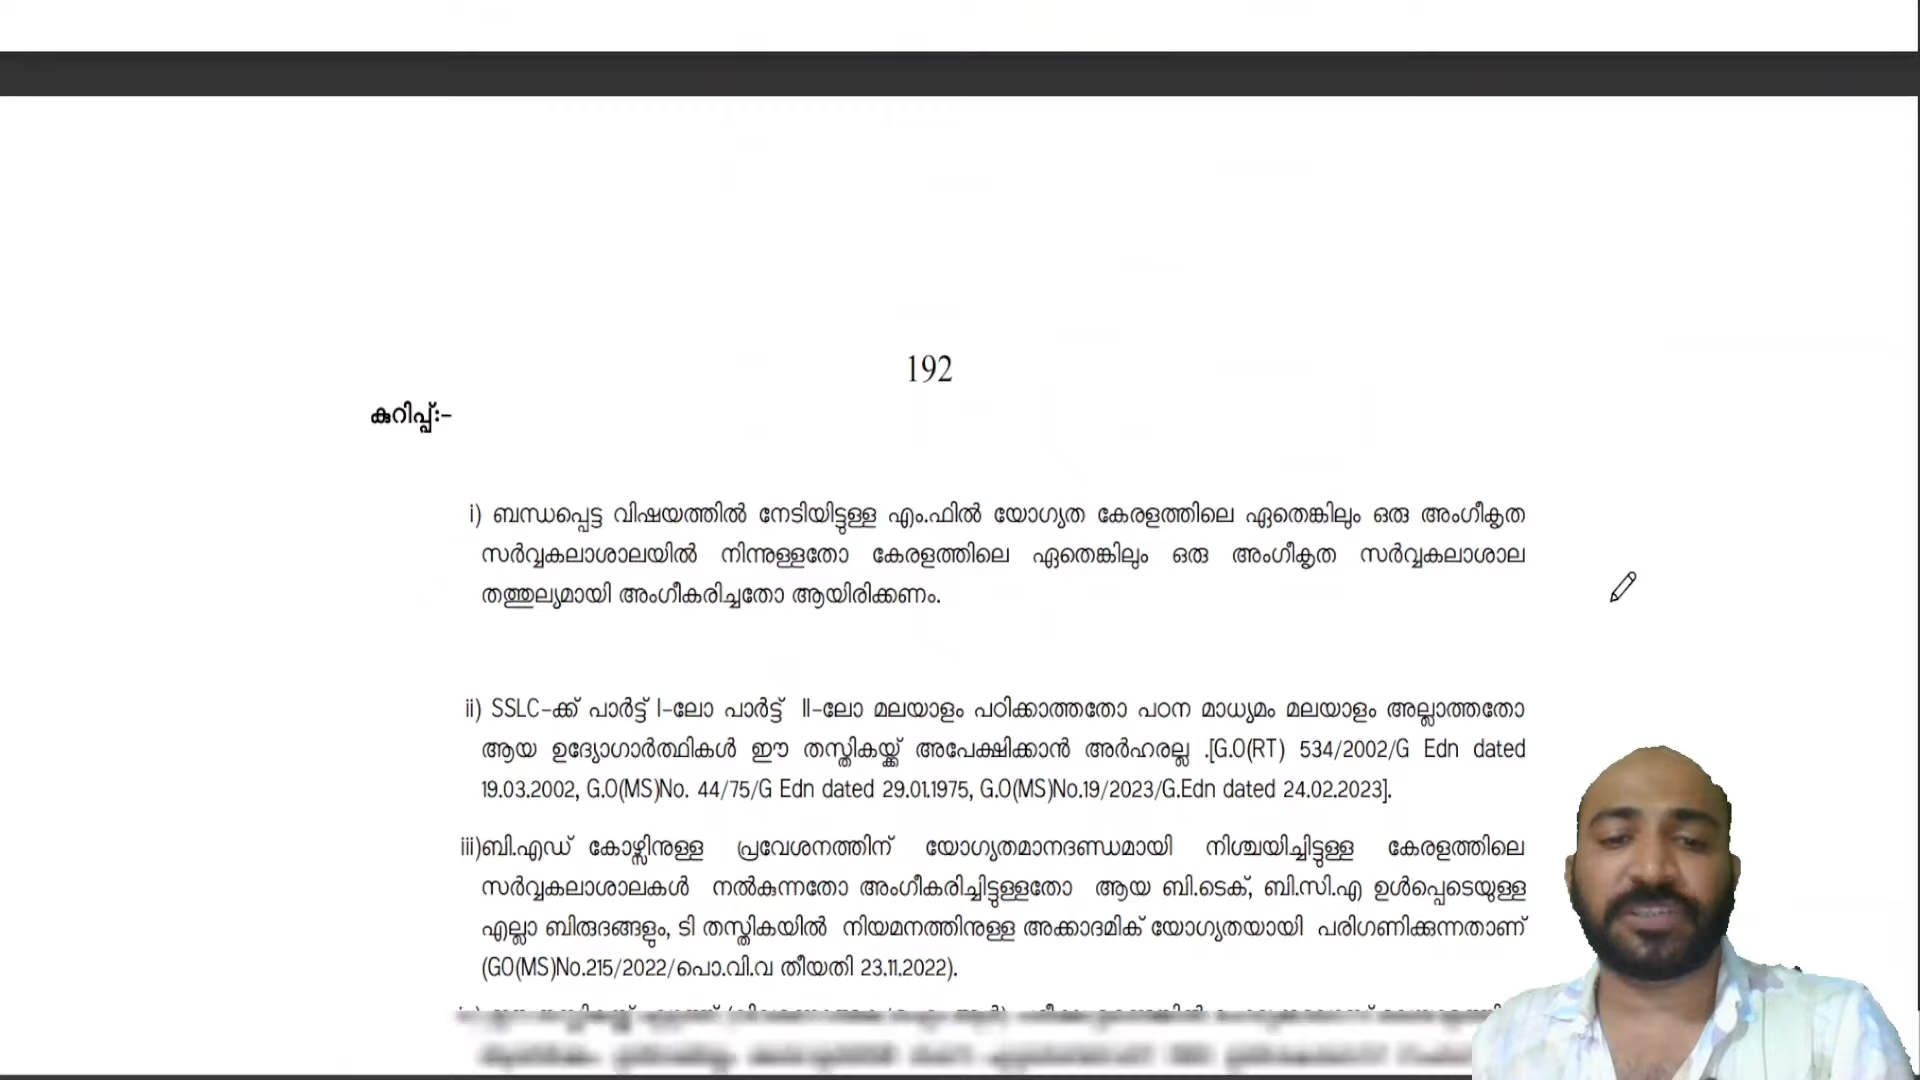 192
കുറിപ്പ്:-
i) ബന്ധപ്പെട്ട വിഷയത്തിൽ നേടിയിട്ടുള്ള എം.ഫിൽ യോഗ്യത കേരളത്തിലെ ഏതെങ്കിലും ഒരു അംഗീകൃത
സർവ്വകലാശാലയിൽ നിന്നുള്ളതോ കേരളത്തിലെ ഏതെങ്കിലും ഒരു അംഗീകൃത സർവ്വകലാശാല
തത്തുല്യമായി അംഗീകരിച്ചതോ ആയിരിക്കണം.
ii) SSLC-ക്ക് പാർട്ട് I-ലോ പാർട്ട് II-ലോ മലയാളം പഠിക്കാത്തതോ പഠന മാധ്യമം മലയാളം അല്ലാത്തതോ
ആയ ഉദ്യോഗാർത്ഥികൾ ഈ തസ്തികയ്ക്ക് അപേക്ഷിക്കാൻ അർഹരല്ല .[G.O(RT) 534/2002/G Edn dated
19.03.2002, G.O(MS)No. 44/75/G Edn dated 29.01.1975, G.O(MS)No.19/2023/G.Edn dated 24.02.2023].
iii)ബി.എഡ് കോഴ്സിനുള്ള പ്രവേശനത്തിന് യോഗ്യതമാനദണ്ഡമായി നിശ്ചയിച്ചിട്ടുള്ള കേരളത്തിലെ
സർവ്വകലാശാലകൾ നൽകുന്നതോ അംഗീകരിച്ചിട്ടുള്ളതോ ആയ ബി.ടെക്, ബി.സി.എ ഉൾപ്പെടെയുള്ള
എല്ലാ ബിരുദങ്ങളും, ടി തസ്തികയിൽ നിയമനത്തിനുള്ള അക്കാദമിക് യോഗ്യതയായി പരിഗണിക്കുന്നതാണ്
(GO(MS)No.215/2022/പൊ.വി.വ തീയതി 23.11.2022).